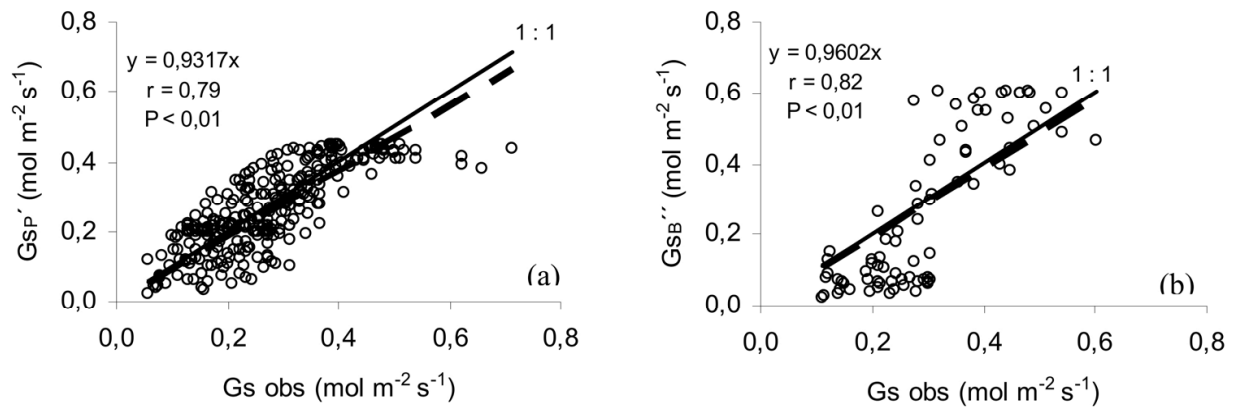 0,8
0,6
0,4
0,2
0,0
GsP´ (mol m⁻² s⁻¹)
y = 0,9317x
r = 0,79
P < 0,01
1 : 1
(a)
0,0 0,2 0,4 0,6 0,8
Gs obs (mol m⁻² s⁻¹)
0,8
0,6
0,4
0,2
0,0
GsB´´ (mol m⁻² s⁻¹)
y = 0,9602x
r = 0,82
P < 0,01
1 : 1
(b)
0,0 0,2 0,4 0,6 0,8
Gs obs (mol m⁻² s⁻¹)